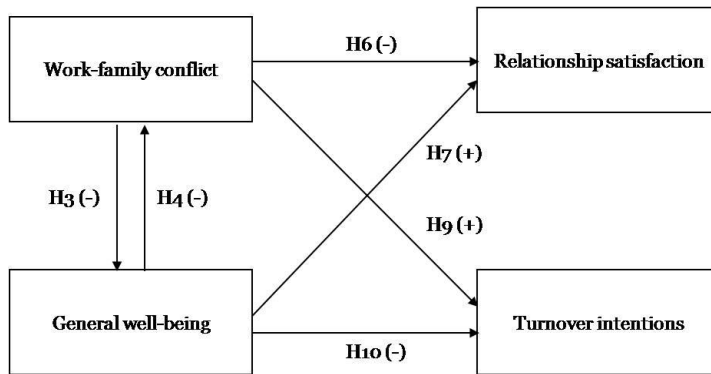 H6 (-)
Work-family conflict
Relationship satisfaction
H7 (+)
H3 (-)
H4 (-)
H9 (+)
General well-being
Turnover intentions
H10 (-)